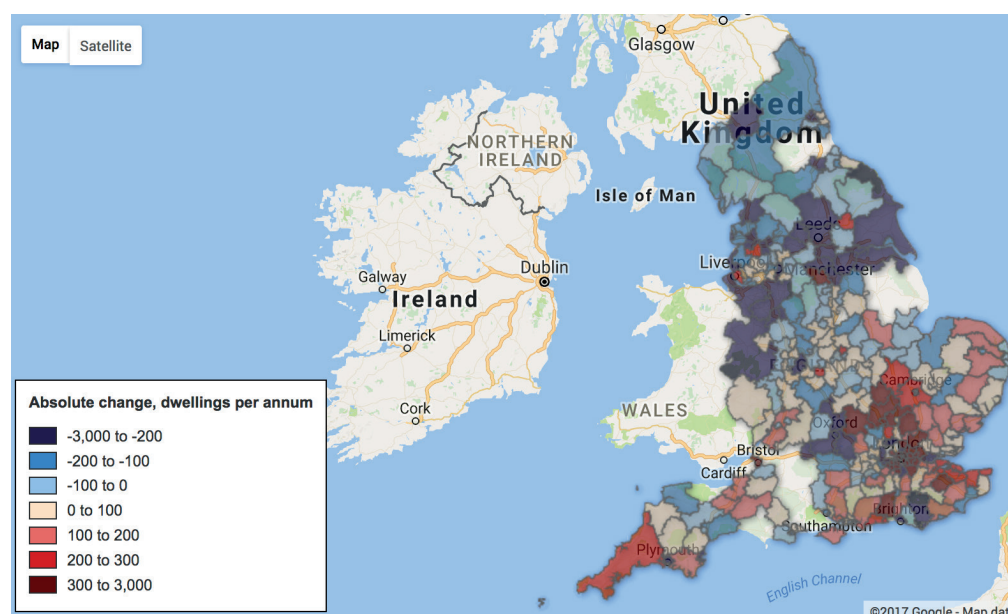 Map
Satellite
Glasgow
United
Kingdom
NORTHERN
IRELAND
Isle of Man
Leeds
Liverpool
Manchester
Dublin
Galway
Ireland
Limerick
Cork
WALES
Cambridge
Oxford
London
Bristol
Cardiff
Southampton
Brighton
Plymouth
English Channel
Absolute change, dwellings per annum
-3,000 to -200
-200 to -100
-100 to 0
0 to 100
100 to 200
200 to 300
300 to 3,000
©2017 Google - Map dat